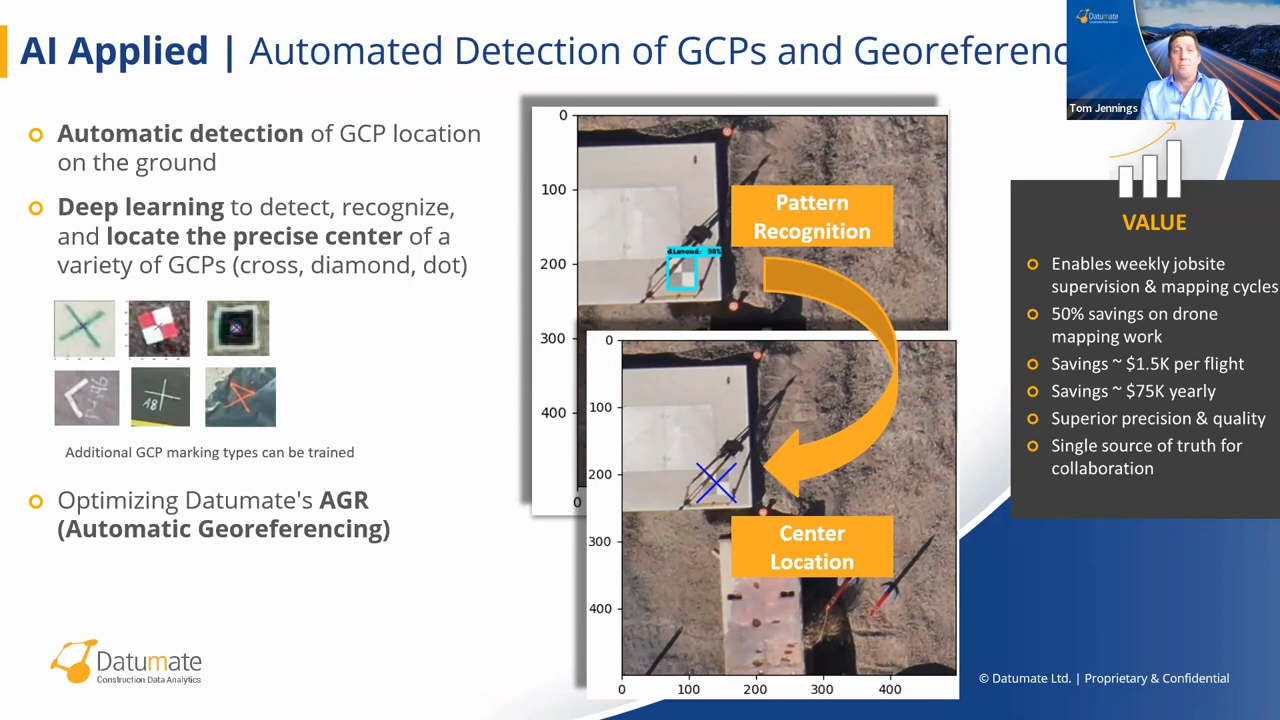 AI Applied | Automated Detection of GCPs and Georeferenc
Datumate
Tom Jennings
Automatic detection of GCP location
on the ground
Deep learning to detect, recognize,
and locate the precise center of a
variety of GCPs (cross, diamond, dot)
A8
Additional GCP marking types can be trained
Optimizing Datumate's AGR
(Automatic Georeferencing)
Datumate
Construction Data Analytics
0
100
200
300
400
0
diamond: 98%
Pattern
Recognition
0
100
200
300
400
0
100
200
300
400
Center
Location
VALUE
Enables weekly jobsite
supervision & mapping cycles
50% savings on drone
mapping work
Savings ~ $1.5K per flight
Savings ~ $75K yearly
Superior precision & quality
Single source of truth for
collaboration
© Datumate Ltd. | Proprietary & Confidential